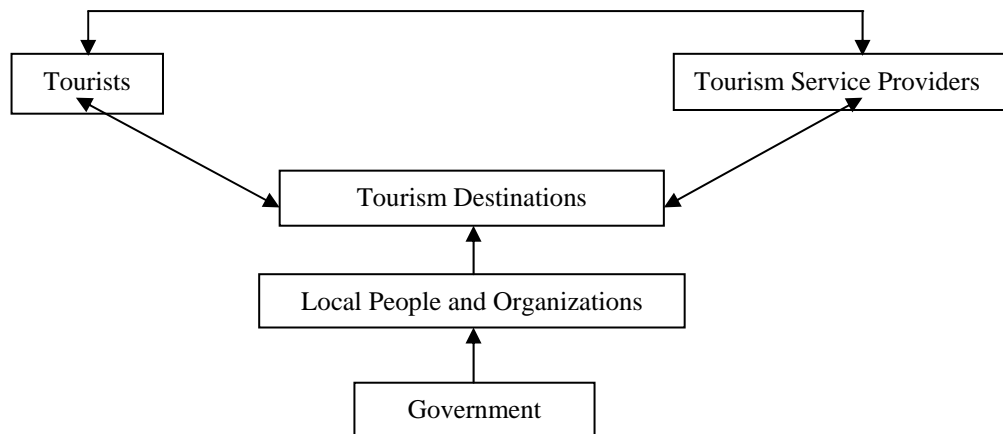 Tourists
Tourism Service Providers
Tourism Destinations
Local People and Organizations
Government